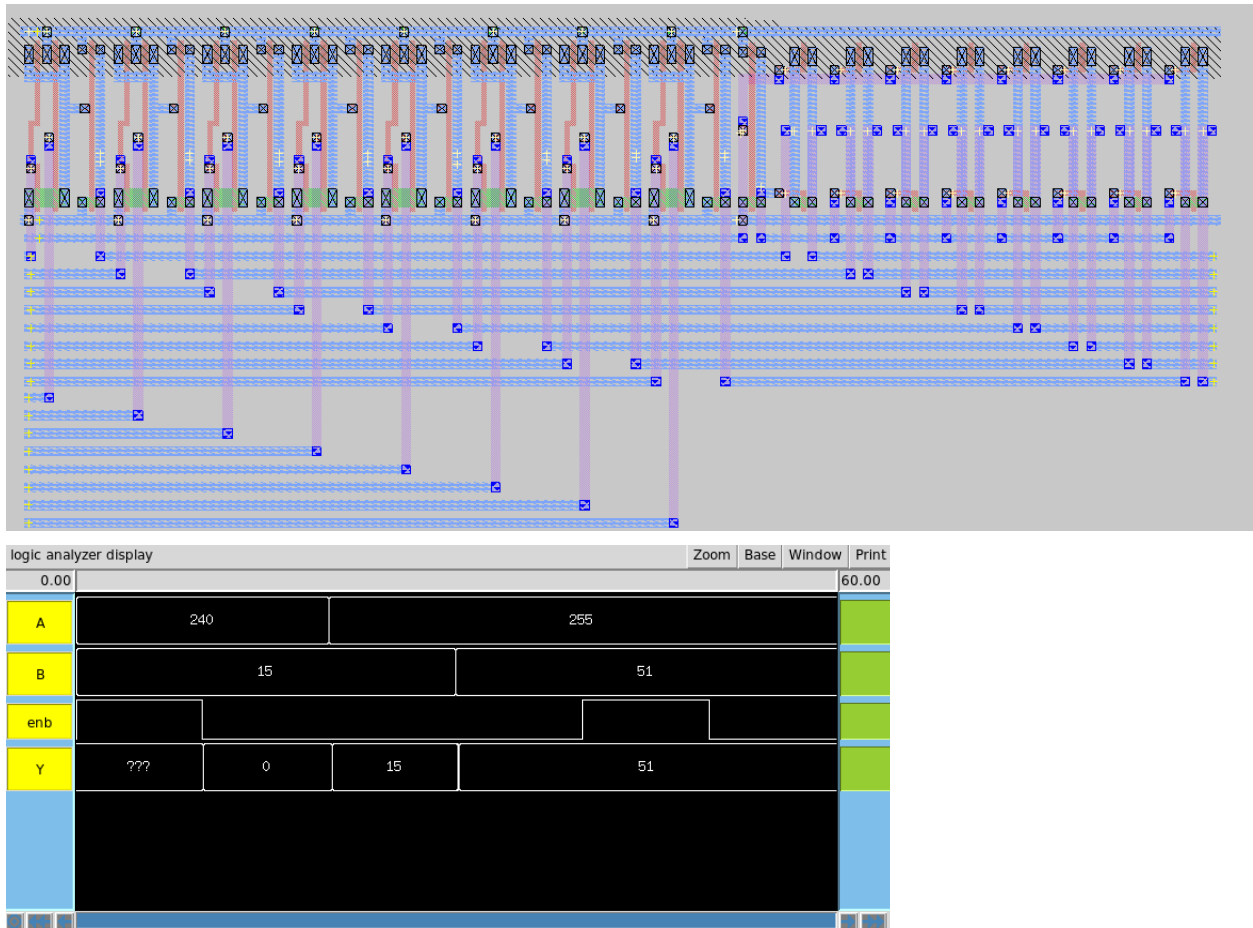 logic analyzer display Zoom Base Window Print
0.00 60.00
A 240 255
B 15 51
enb
Y ??? 0 15 51